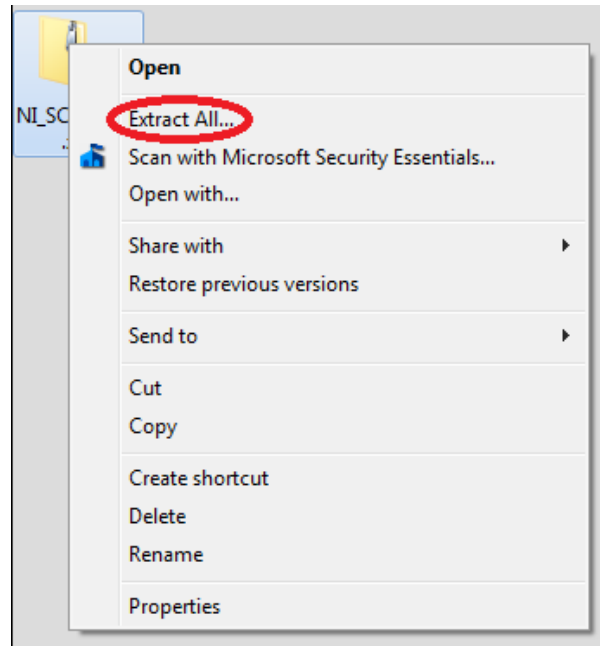 Open
NI_SC
Extract All...
Scan with Microsoft Security Essentials...
Open with...
Share with
Restore previous versions
Send to
Cut
Copy
Create shortcut
Delete
Rename
Properties